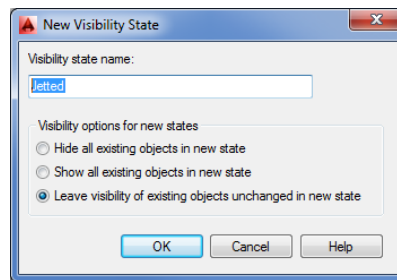 New Visibility State
Visibility state name:
Jetted
Visibility options for new states
Hide all existing objects in new state
Show all existing objects in new state
Leave visibility of existing objects unchanged in new state
OK Cancel Help